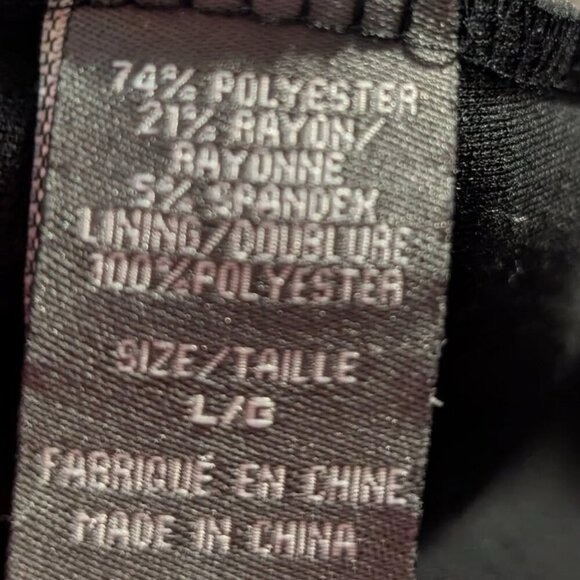 74% POLYESTER
21% RAYON/
RAYONNE
5% SPANDEX
LINING/DOUBLURE
100%POLYESTER
SIZE/TAILLE
L/G
FABRIQUÉ EN CHINE
MADE IN CHINA